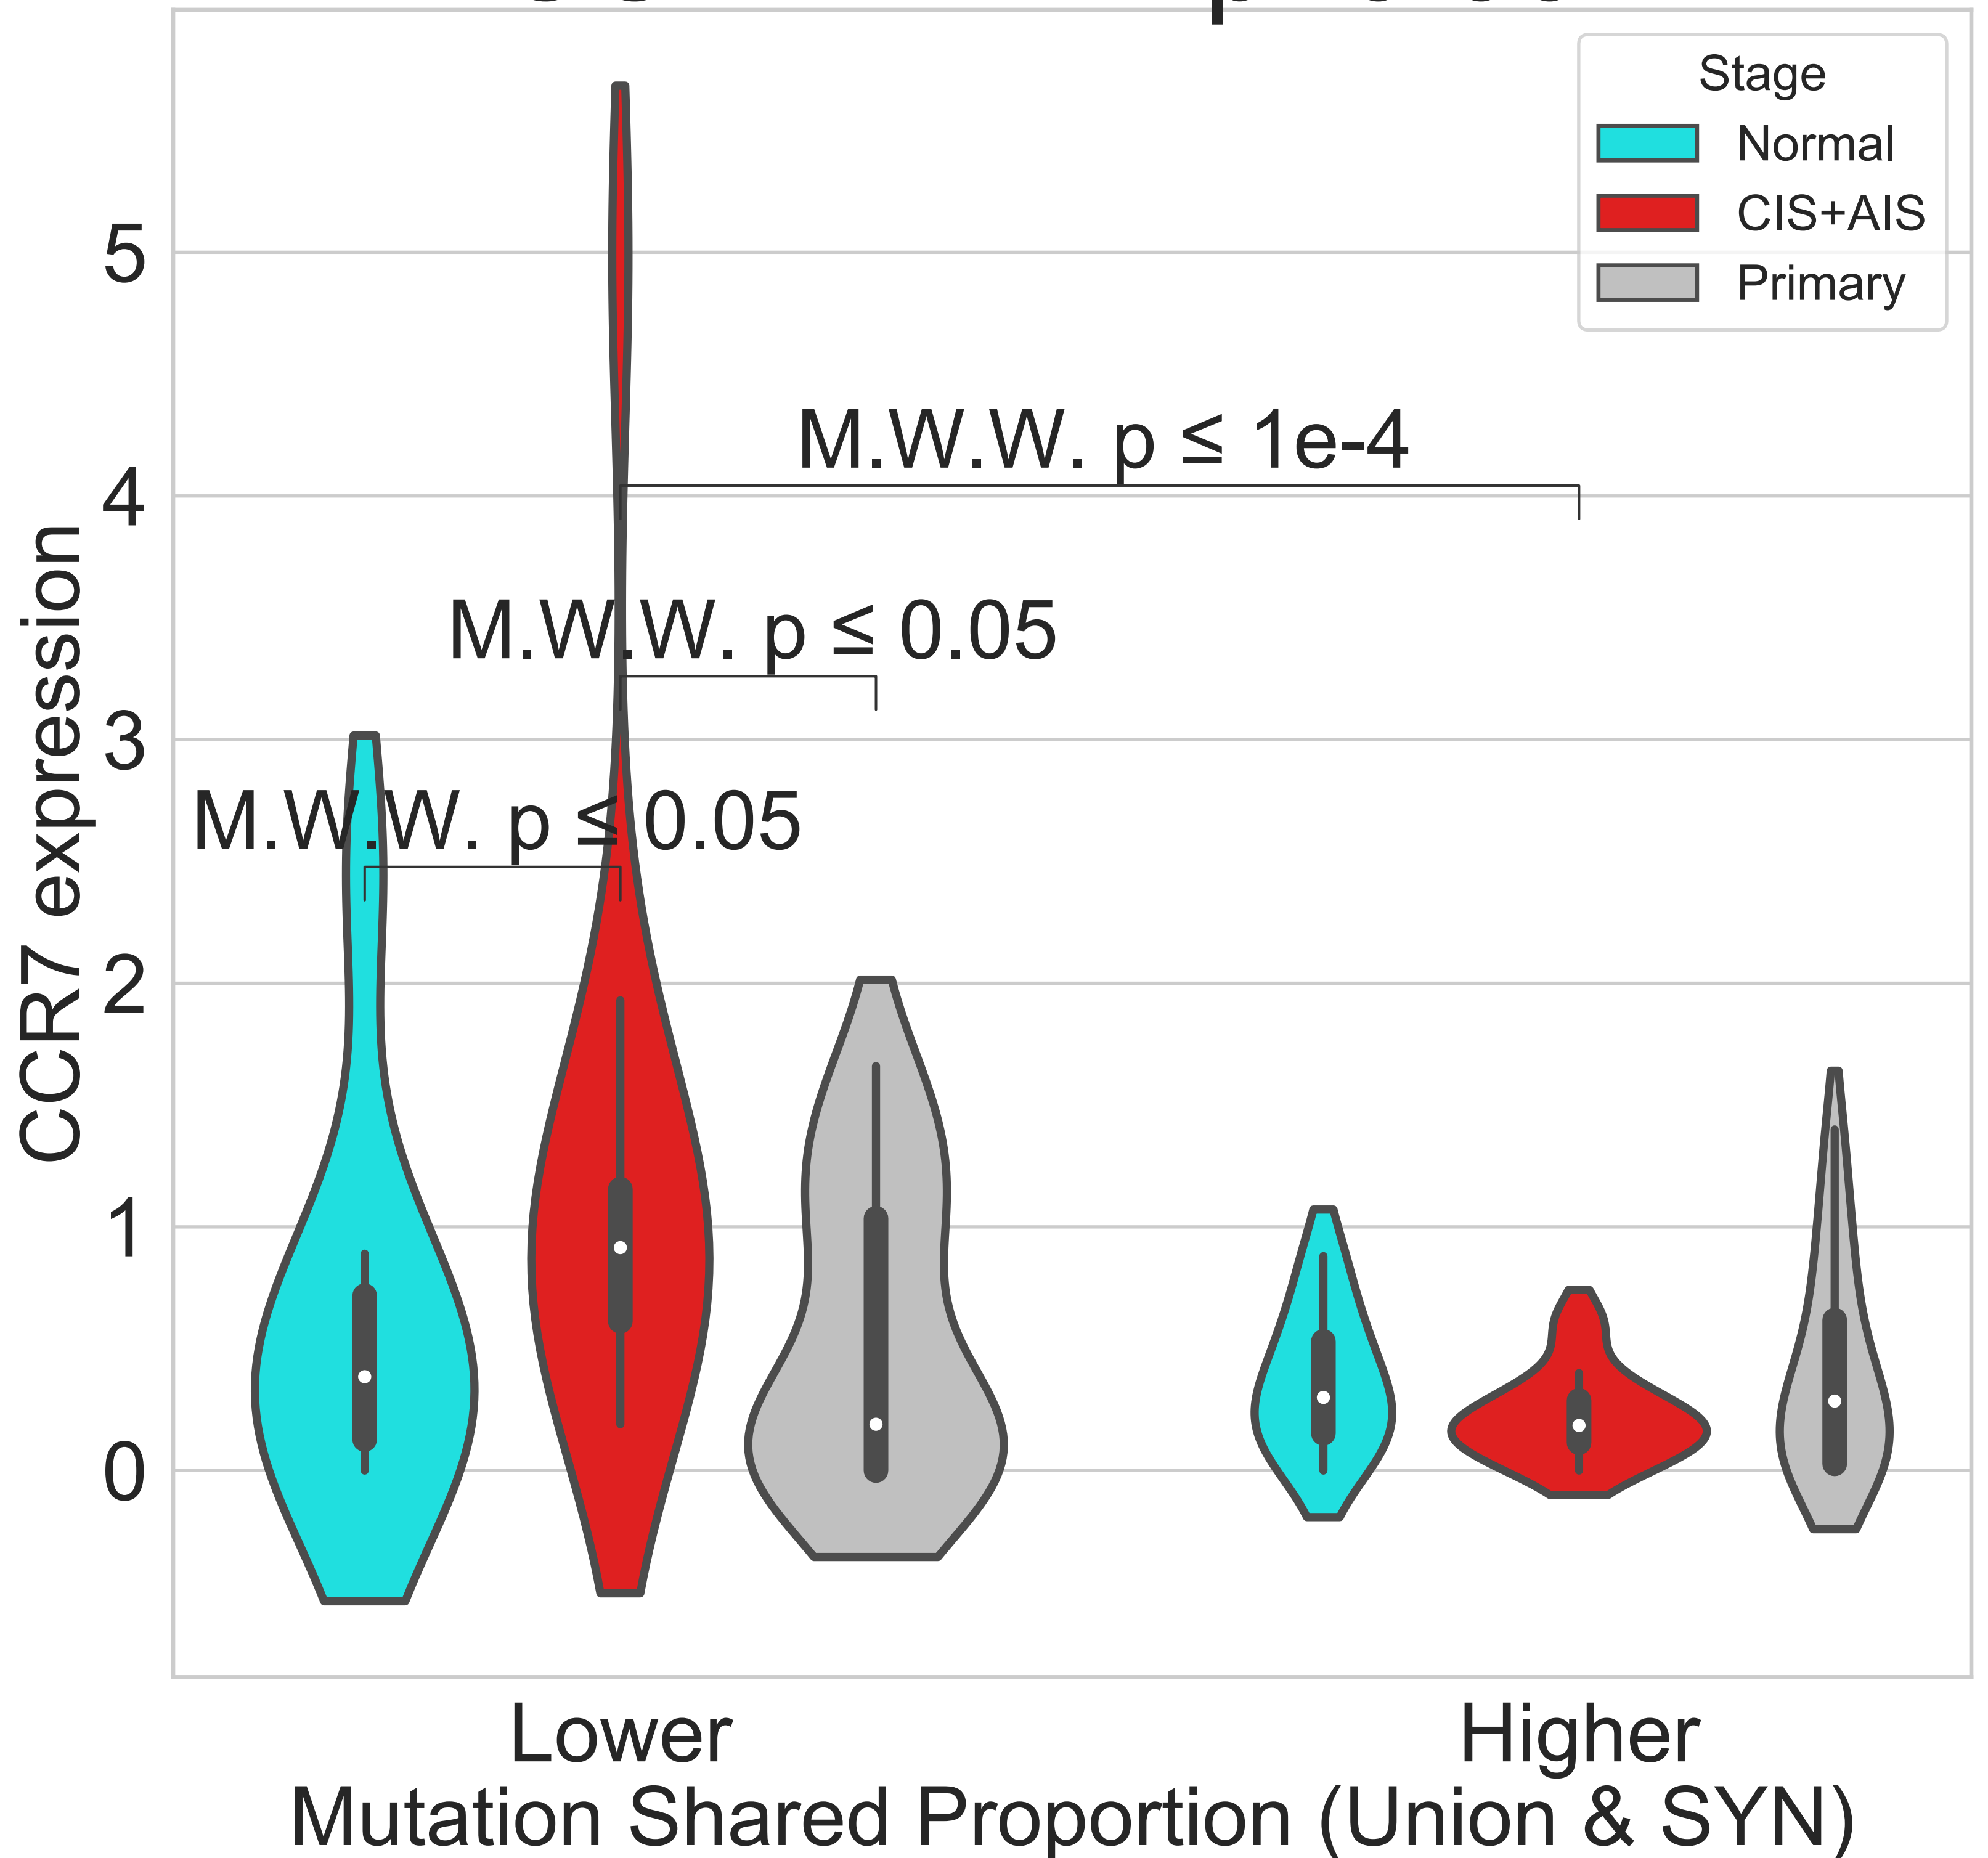 Stage
Normal
CIS+AIS
Primary
5
4
3
2
1
0
CCR7 expression
M.W.W. p ≤ 1e-4
M.W.W. p ≤ 0.05
M.W.W. p ≤ 0.05
Lower
Higher
Mutation Shared Proportion (Union & SYN)